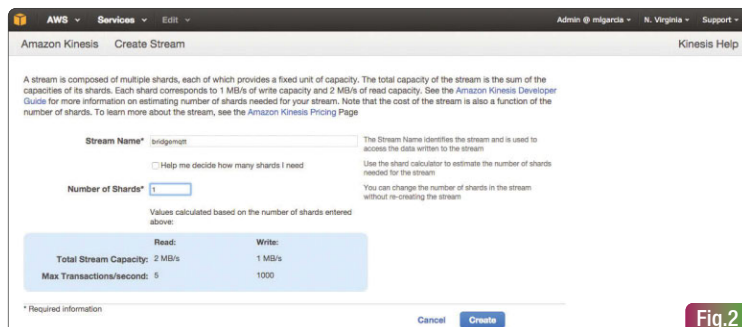 AWS Services Edit Admin @ mlgarcia N. Virginia Support
Amazon Kinesis Create Stream Kinesis Help
A stream is composed of multiple shards, each of which provides a fixed unit of capacity. The total capacity of the stream is the sum of the
capacities of its shards. Each shard corresponds to 1 MB/s of write capacity and 2 MB/s of read capacity. See the Amazon Kinesis Developer
Guide for more information on estimating number of shards needed for your stream. Note that the cost of the stream is also a function of the
number of shards. To learn more about the stream, see the Amazon Kinesis Pricing Page
Stream Name* bridgemqtt The Stream Name identifies the stream and is used to
access the data written to the stream
Help me decide how many shards I need Use the shard calculator to estimate the number of shards
needed for the stream
Number of Shards* 1 You can change the number of shards in the stream
without re-creating the stream
Values calculated based on the number of shards entered
above:
Read: Write:
Total Stream Capacity: 2 MB/s 1 MB/s
Max Transactions/second: 5 1000
* Required information
Cancel Create
Fig.2